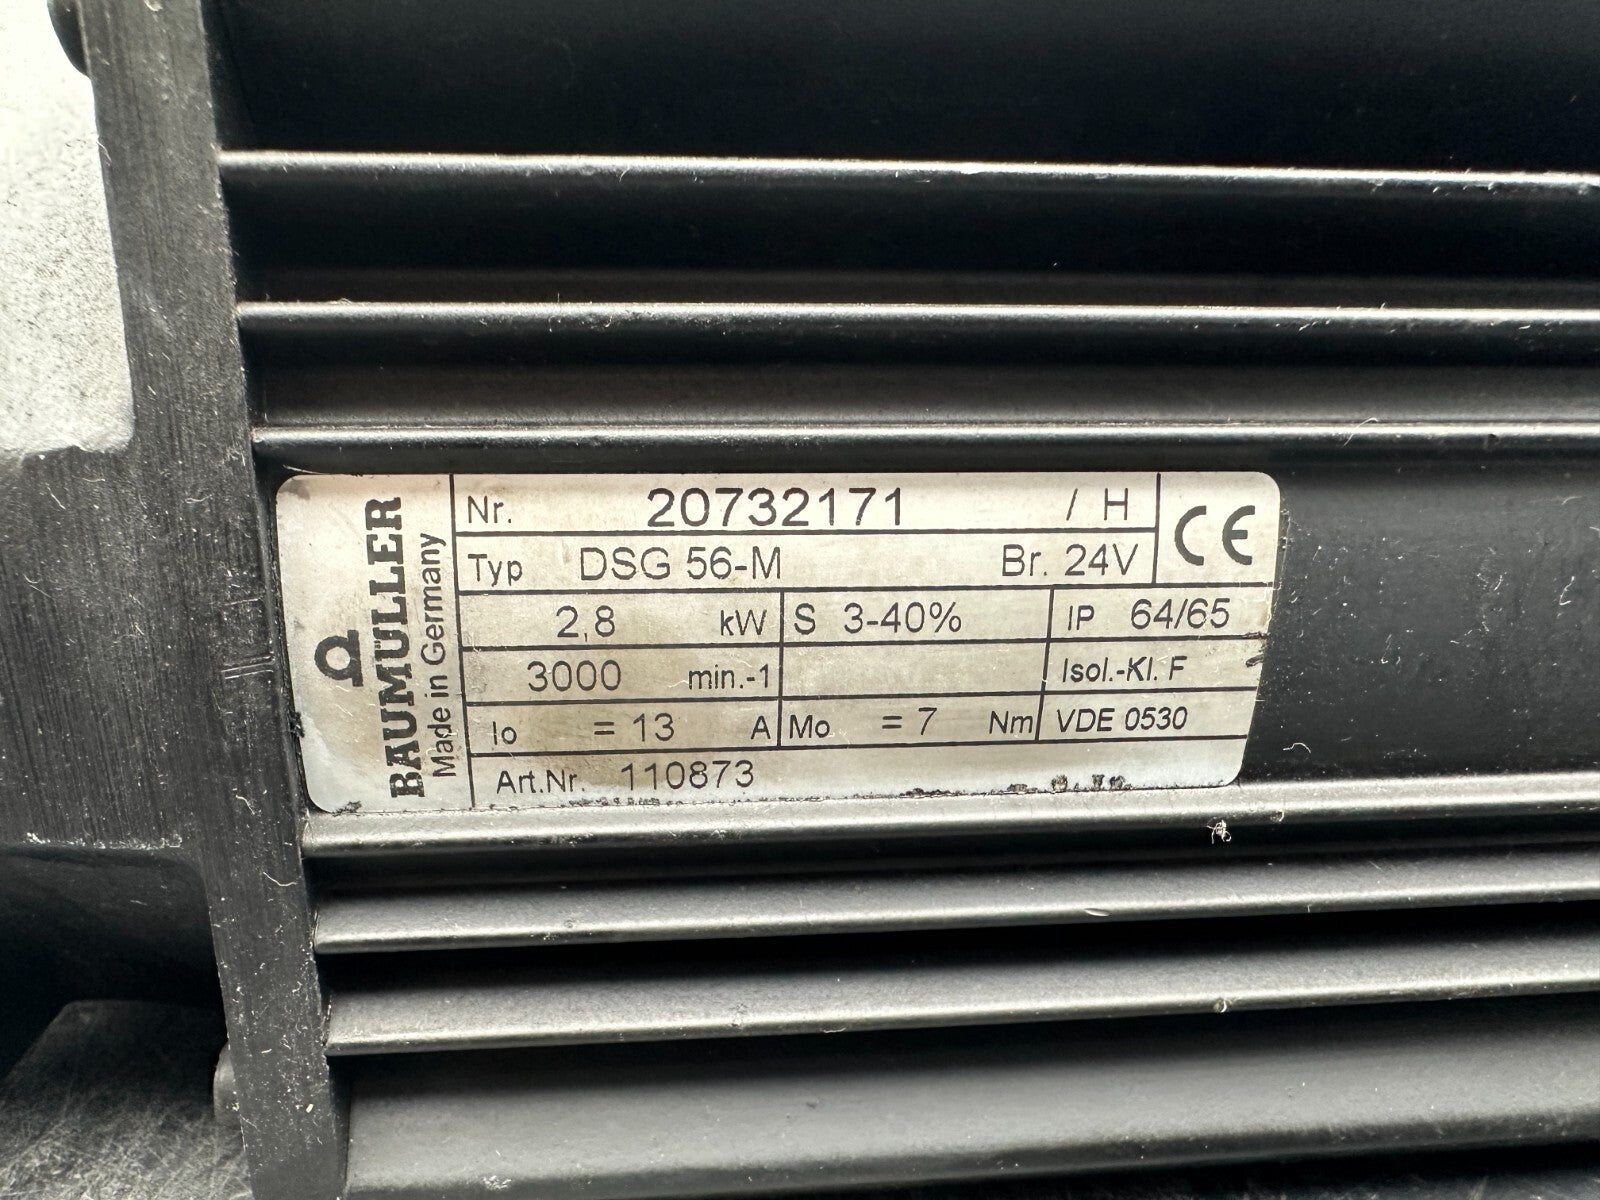 BAUMÜLLER
Made in Germany
Nr. 20732171 / H
Typ DSG 56-M Br. 24V
CE
2,8 kW S 3-40% IP 64/65
3000 min.-1 Isol.-Kl. F
Io = 13 A Mo = 7 Nm VDE 0530
Art.Nr. 110873